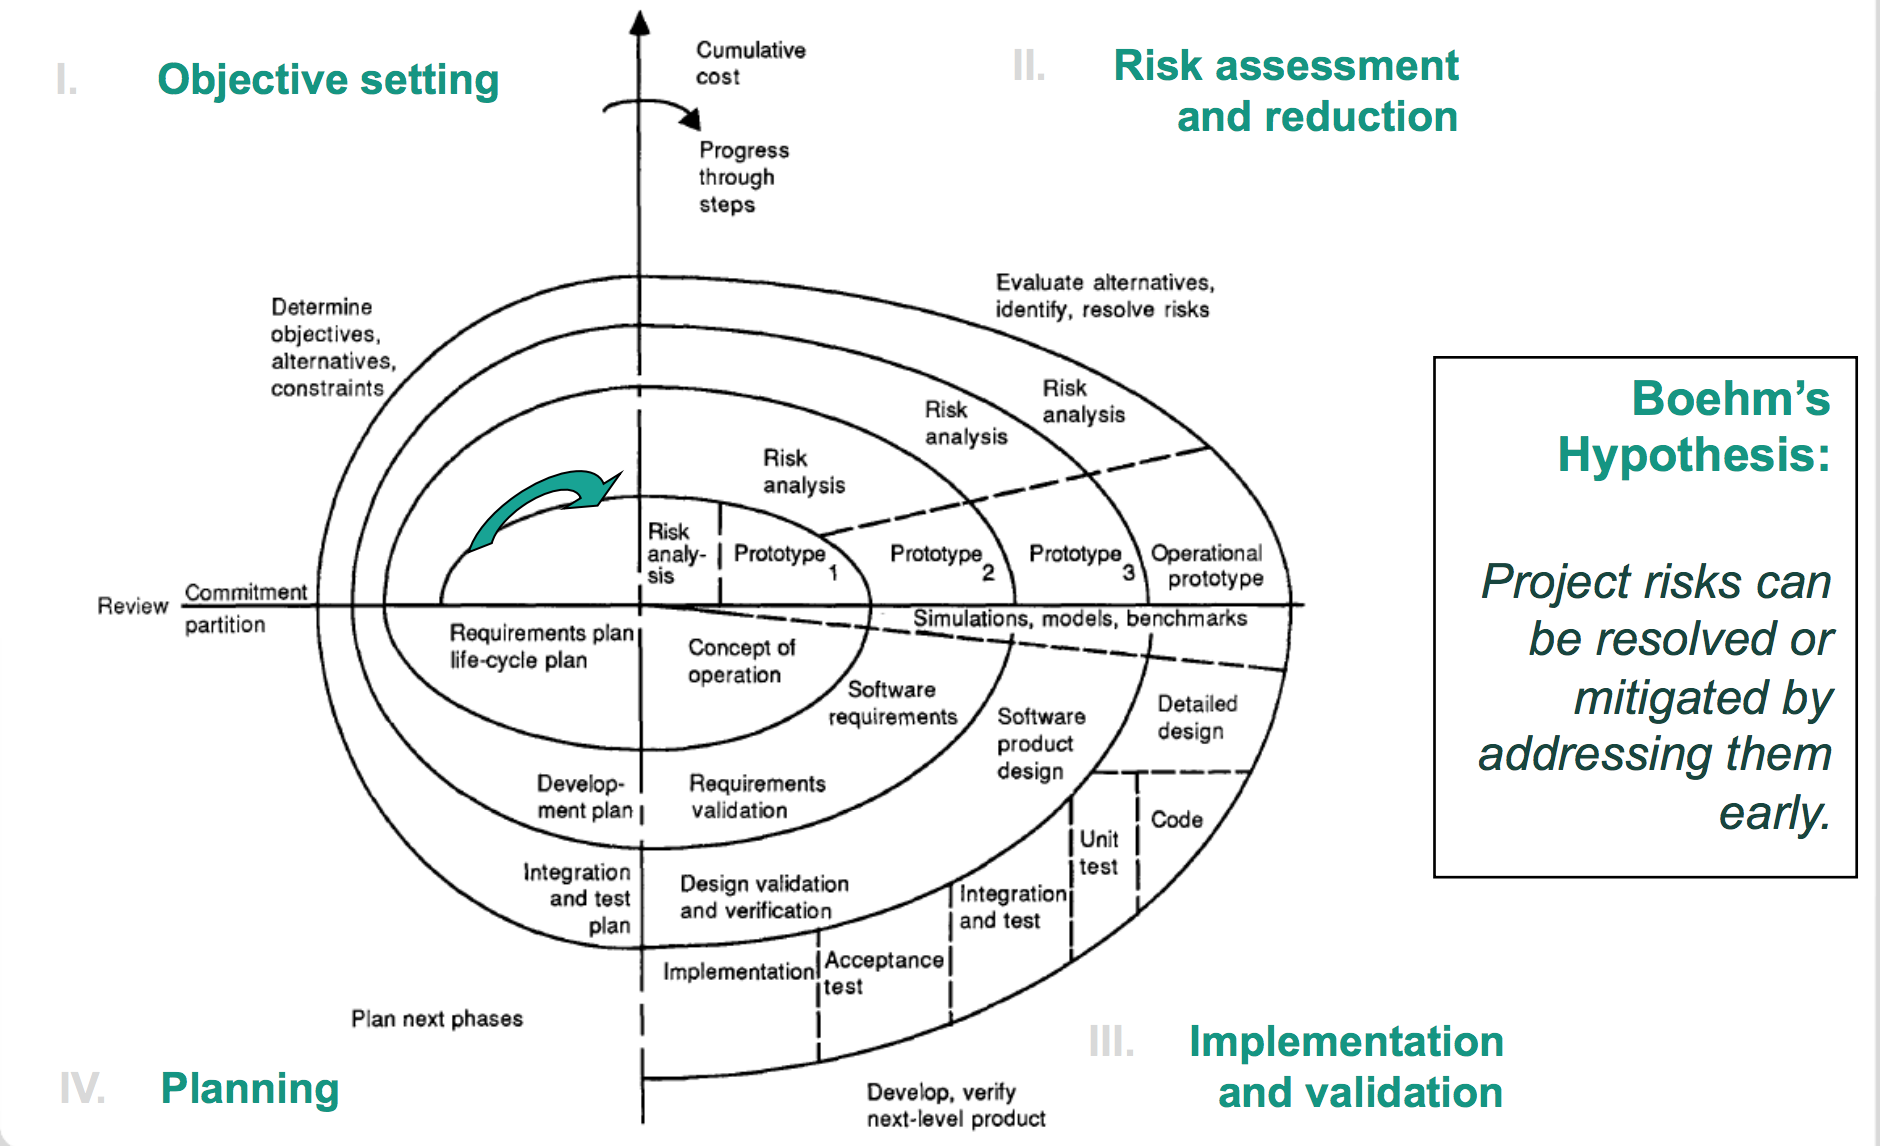 I. Objective setting
II. Risk assessment
and reduction
Cumulative
cost
Progress
through
steps
Determine
objectives,
alternatives,
constraints
Evaluate alternatives,
identify, resolve risks
Risk
analysis
Risk
analysis
Risk
analysis
Risk
analy-
sis
Prototype 1
Prototype 2
Prototype 3
Operational
prototype
Review
Commitment
partition
Simulations, models, benchmarks
Requirements plan
life-cycle plan
Concept of
operation
Software
requirements
Software
product
design
Detailed
design
Develop-
ment plan
Requirements
validation
Code
Unit
test
Integration
and test
plan
Design validation
and verification
Integration
and test
Acceptance
test
Implementation
Plan next phases
Develop, verify
next-level product
III. Implementation
and validation
IV. Planning
Boehm’s
Hypothesis:
Project risks can
be resolved or
mitigated by
addressing them
early.